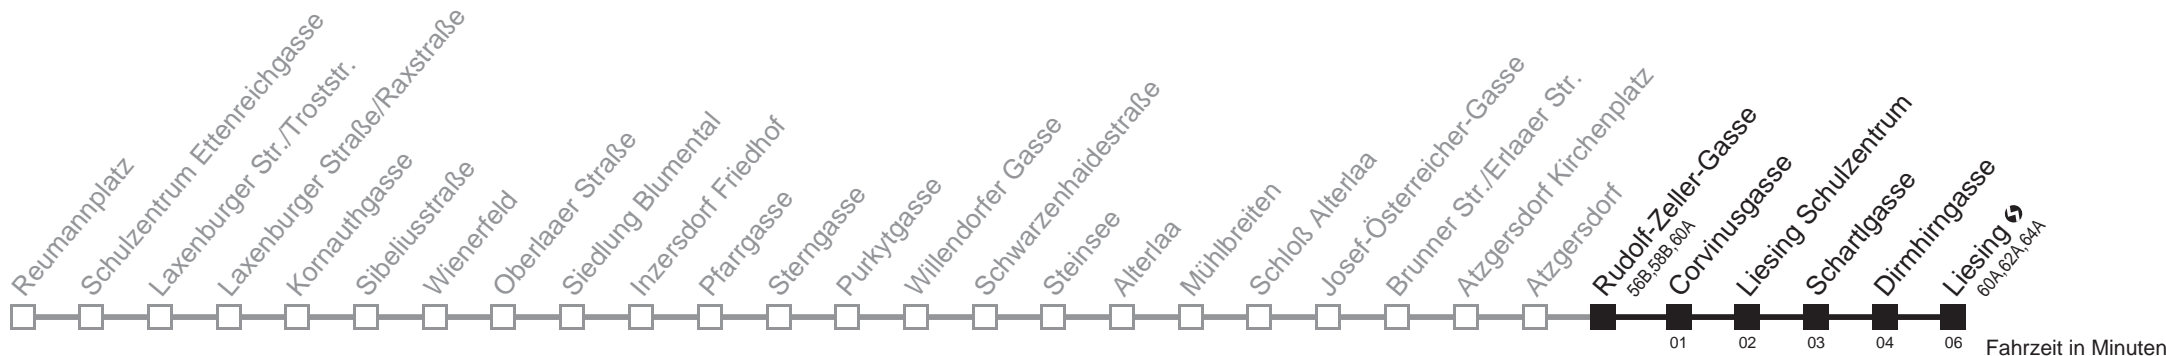 Reumannplatz
Schulzentrum Ettenreichgasse
Laxenburger Str./Troststr.
Laxenburger Straße/Raxstraße
Kornauthgasse
Sibeliusstraße
Wienerfeld
Oberlaaer Straße
Siedlung Blumental
Inzersdorf Friedhof
Pfarrgasse
Sterngasse
Purkytgasse
Willendorfer Gasse
Schwarzenhaidestraße
Steinsee
Alterlaa
Mühlbreiten
Schloß Alterlaa
Josef-Österreicher-Gasse
Brunner Str./Erlaaer Str.
Atzgersdorf Kirchenplatz
Atzgersdorf
Rudolf-Zeller-Gasse
56B,58B,60A
Corvinusgasse
Liesing Schulzentrum
Schartlgasse
Dirmhirngasse
Liesing
60A,62A,64A
01 02 03 04 06
Fahrzeit in Minuten